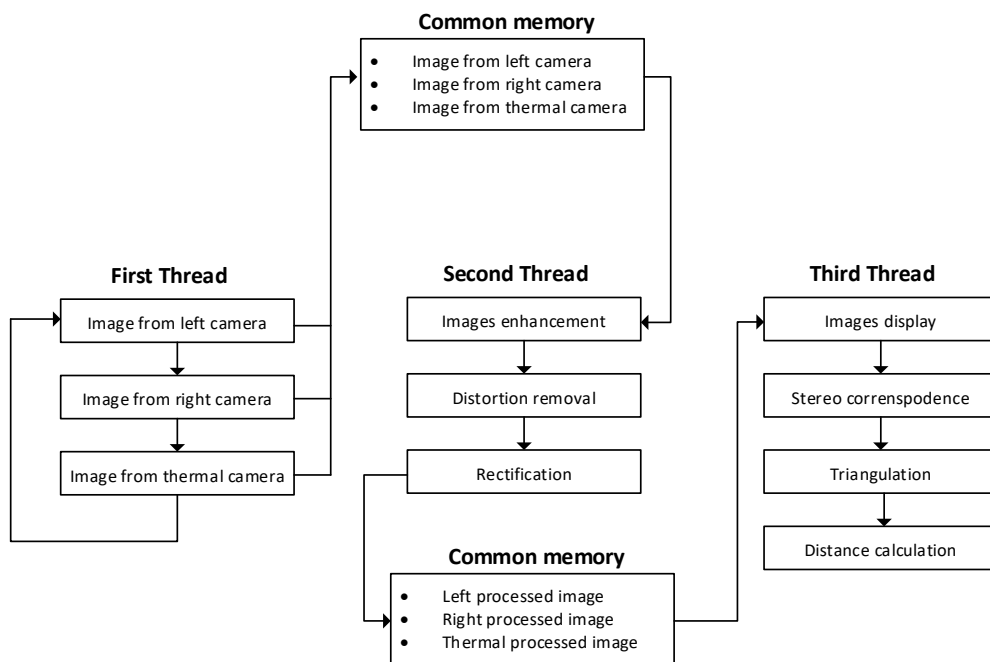 Common memory
• Image from left camera
• Image from right camera
• Image from thermal camera
First Thread
Image from left camera
Image from right camera
Image from thermal camera
Second Thread
Images enhancement
Distortion removal
Rectification
Common memory
• Left processed image
• Right processed image
• Thermal processed image
Third Thread
Images display
Stereo correnspodence
Triangulation
Distance calculation